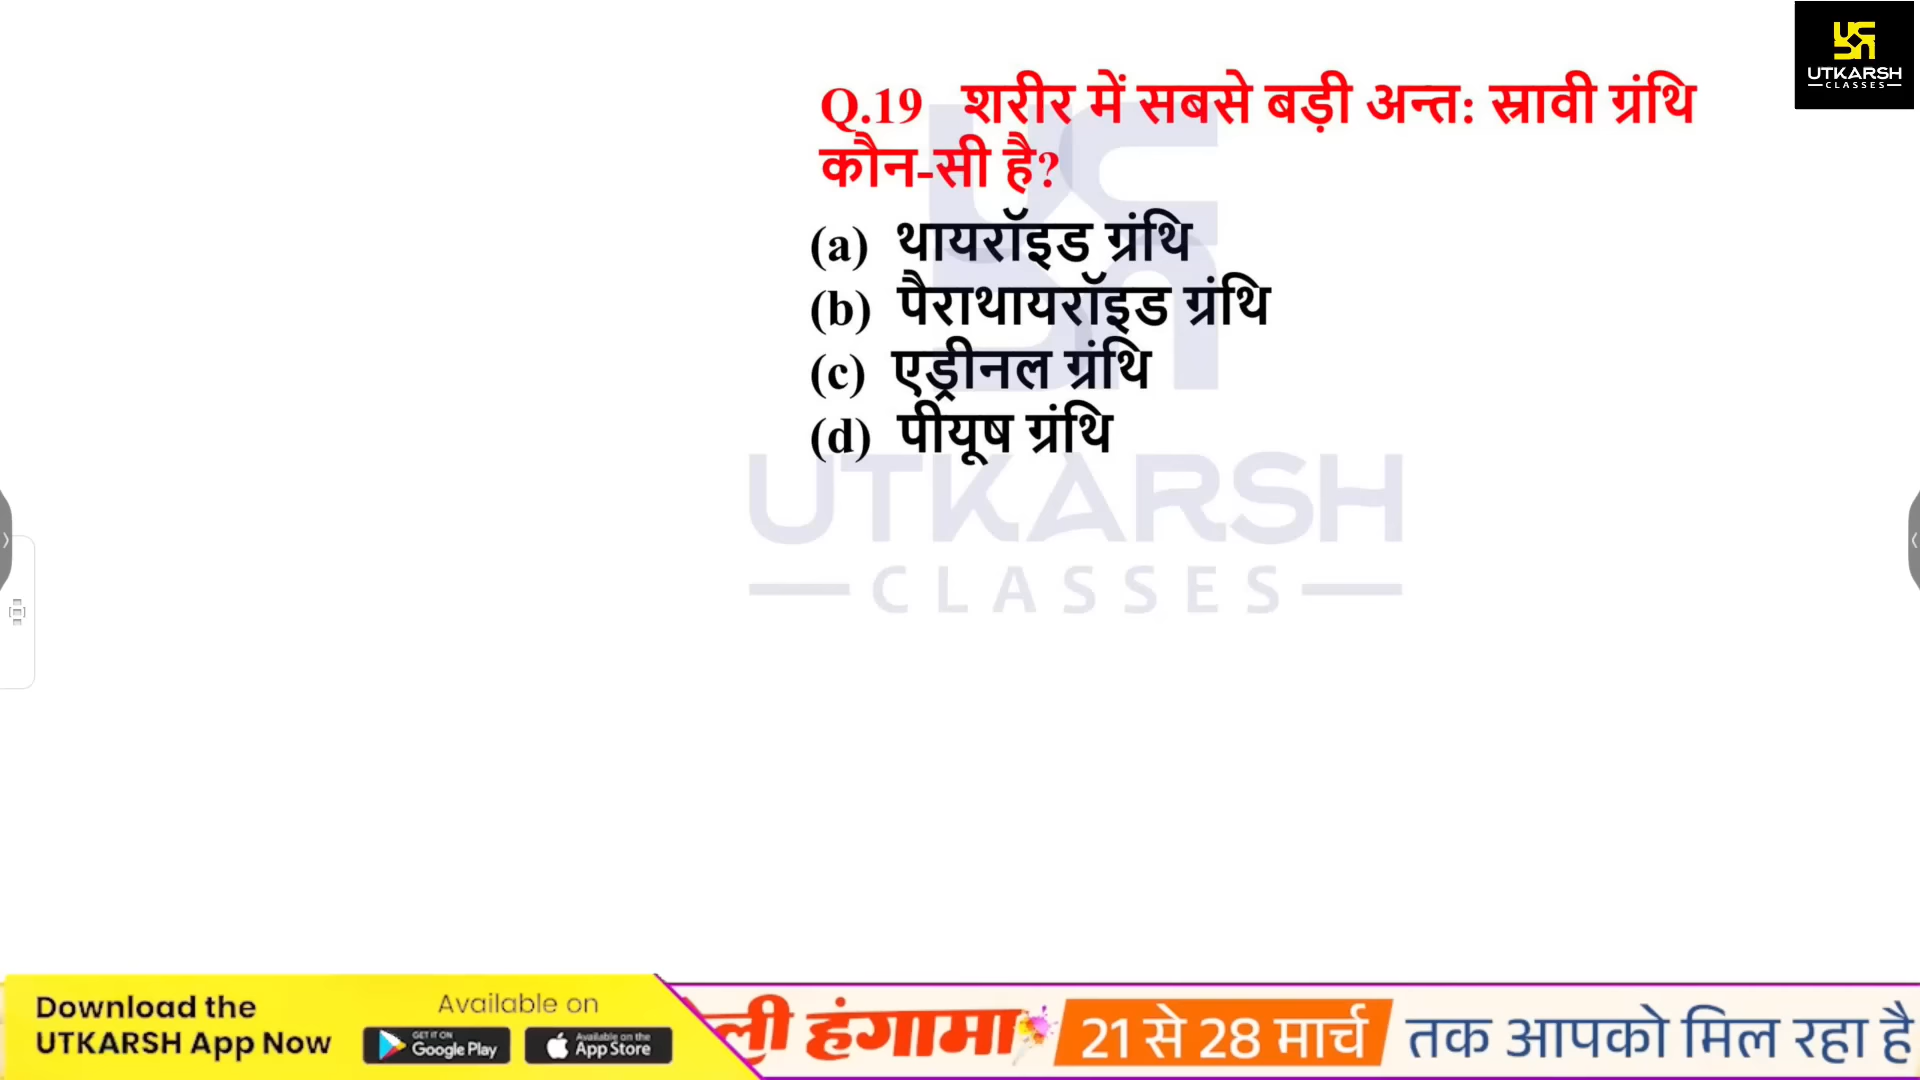 UTKARSH
CLASSES
Q.19 शरीर में सबसे बड़ी अन्त: स्रावी ग्रंथि
कौन-सी है?
(a) थायरॉइड ग्रंथि
(b) पैराथायरॉइड ग्रंथि
(c) एड्रीनल ग्रंथि
(d) पीयूष ग्रंथि
UTKARSH
CLASSES
Download the
UTKARSH App Now
Available on
GET IT ON
Google Play
Available on the
App Store
ली हंगामा 21 से 28 मार्च तक आपको मिल रहा है